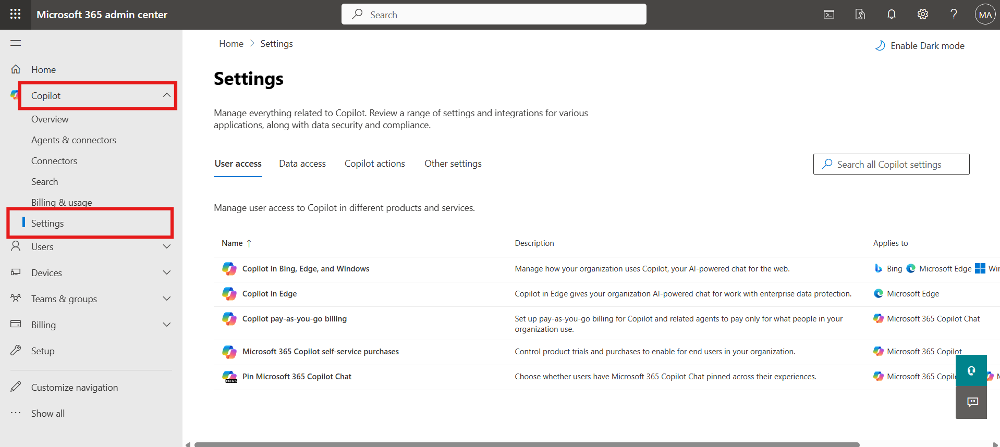 Microsoft 365 admin center
Search
MA
Home
Copilot
Overview
Agents & connectors
Connectors
Search
Billing & usage
Settings
Users
Devices
Teams & groups
Billing
Setup
Customize navigation
Show all
Home > Settings
Enable Dark mode
Settings
Manage everything related to Copilot. Review a range of settings and integrations for various
applications, along with data security and compliance.
User access Data access Copilot actions Other settings
Search all Copilot settings
Manage user access to Copilot in different products and services.
Name ↑ Description Applies to
Copilot in Bing, Edge, and Windows Manage how your organization uses Copilot, your AI-powered chat for the web. Bing Microsoft Edge Win
Copilot in Edge Copilot in Edge gives your organization AI-powered chat for work with enterprise data protection. Microsoft Edge
Copilot pay-as-you-go billing Set up pay-as-you-go billing for Copilot and related agents to pay only for what people in your Microsoft 365 Copilot Chat
organization use.
Microsoft 365 Copilot self-service purchases Control product trials and purchases to enable for end users in your organization. Microsoft 365 Copilot
M365 Pin Microsoft 365 Copilot Chat Choose whether users have Microsoft 365 Copilot Chat pinned across their experiences. Microsoft 365